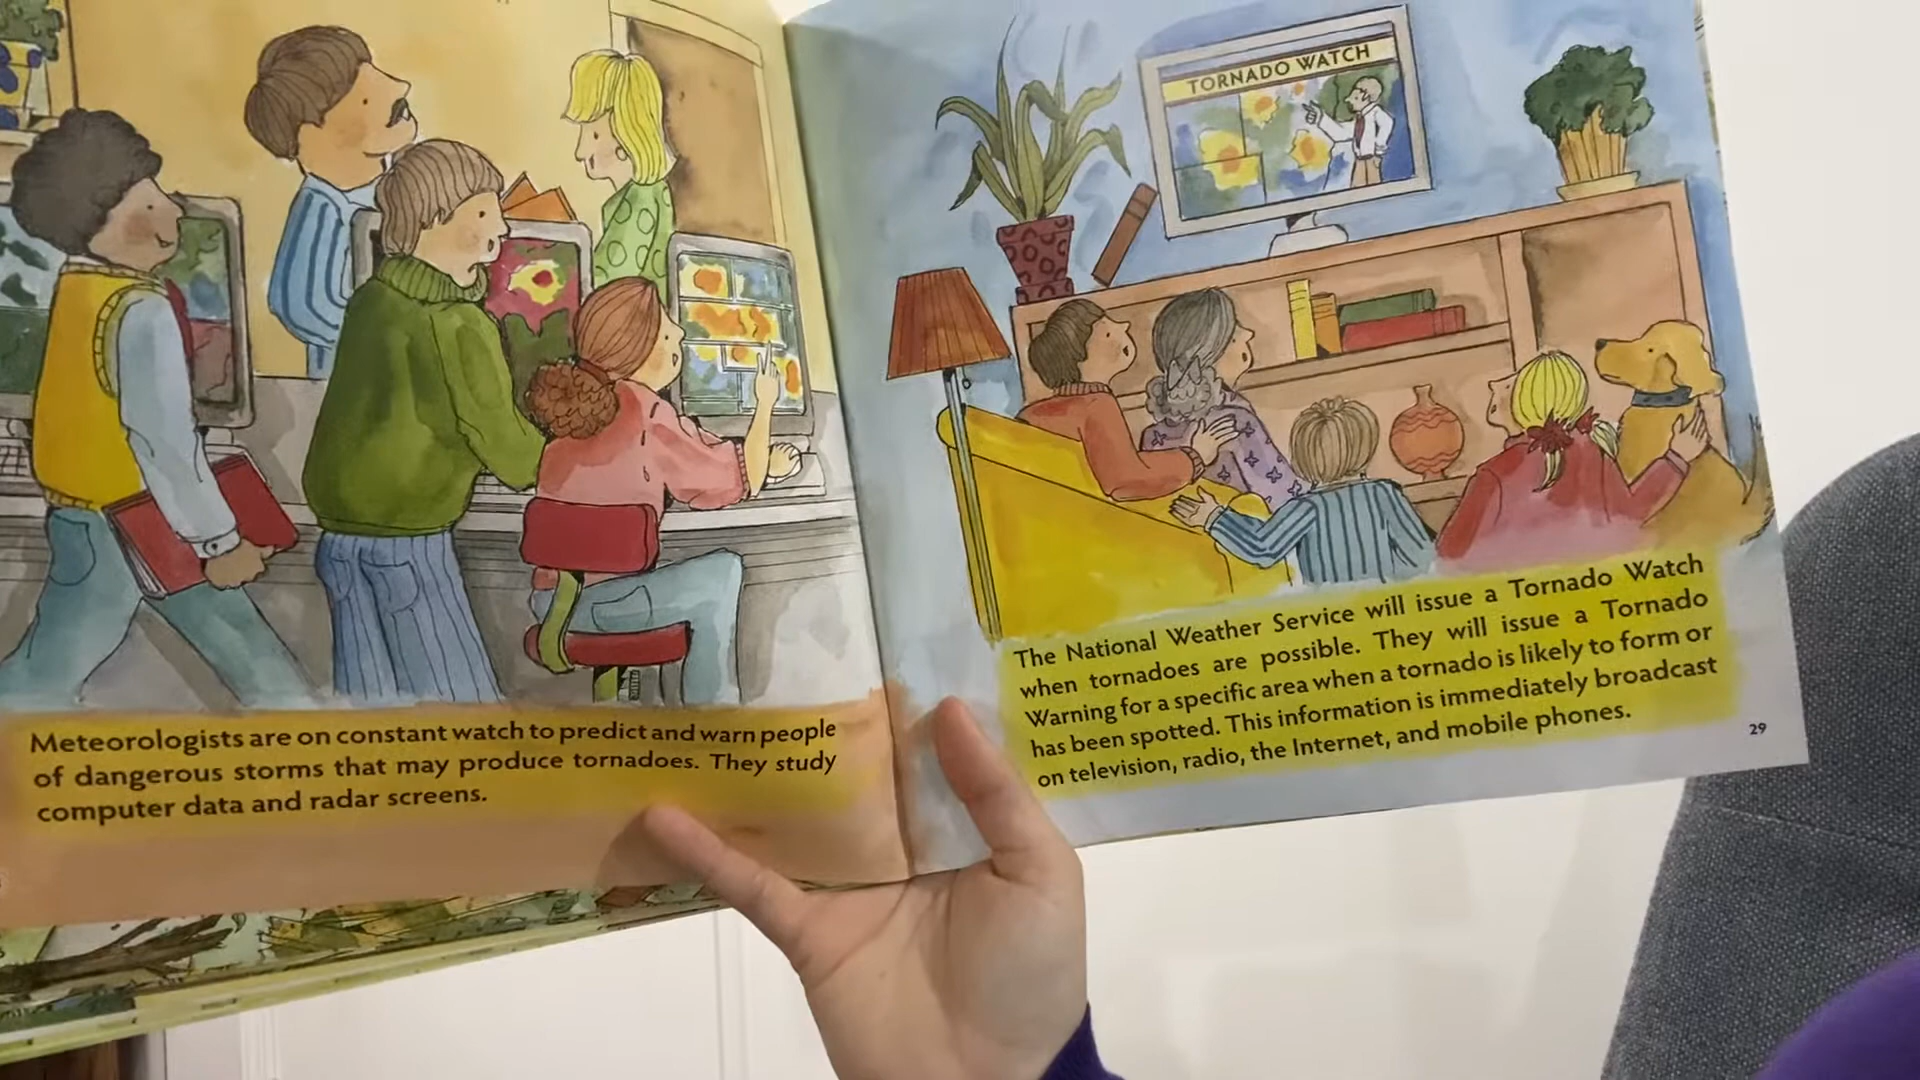 Meteorologists are on constant watch to predict and warn people
of dangerous storms that may produce tornadoes. They study
computer data and radar screens.
TORNADO WATCH
The National Weather Service will issue a Tornado Watch
when tornadoes are possible. They will issue a Tornado
Warning for a specific area when a tornado is likely to form or
has been spotted. This information is immediately broadcast
on television, radio, the Internet, and mobile phones.
29